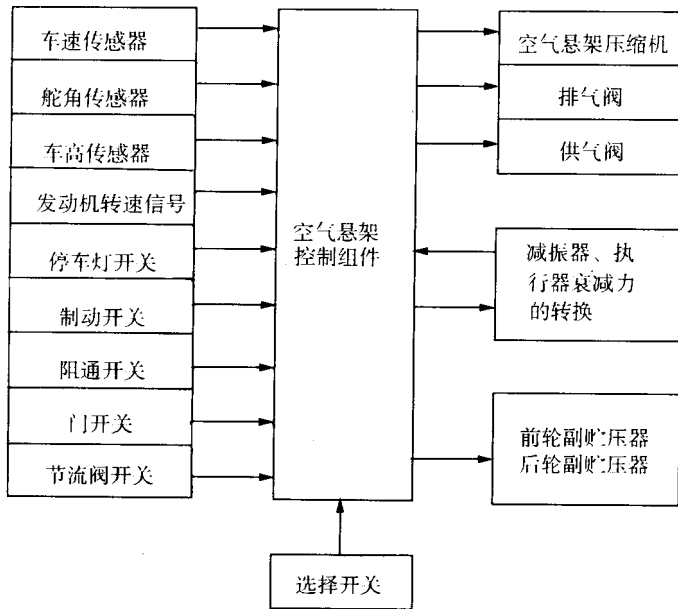 车速传感器
舵角传感器
车高传感器
发动机转速信号
停车灯开关
制动开关
阻通开关
门开关
节流阀开关
空气悬架
控制组件
选择开关
空气悬架压缩机
排气阀
供气阀
减振器、执
行器衰减力
的转换
前轮副贮压器
后轮副贮压器